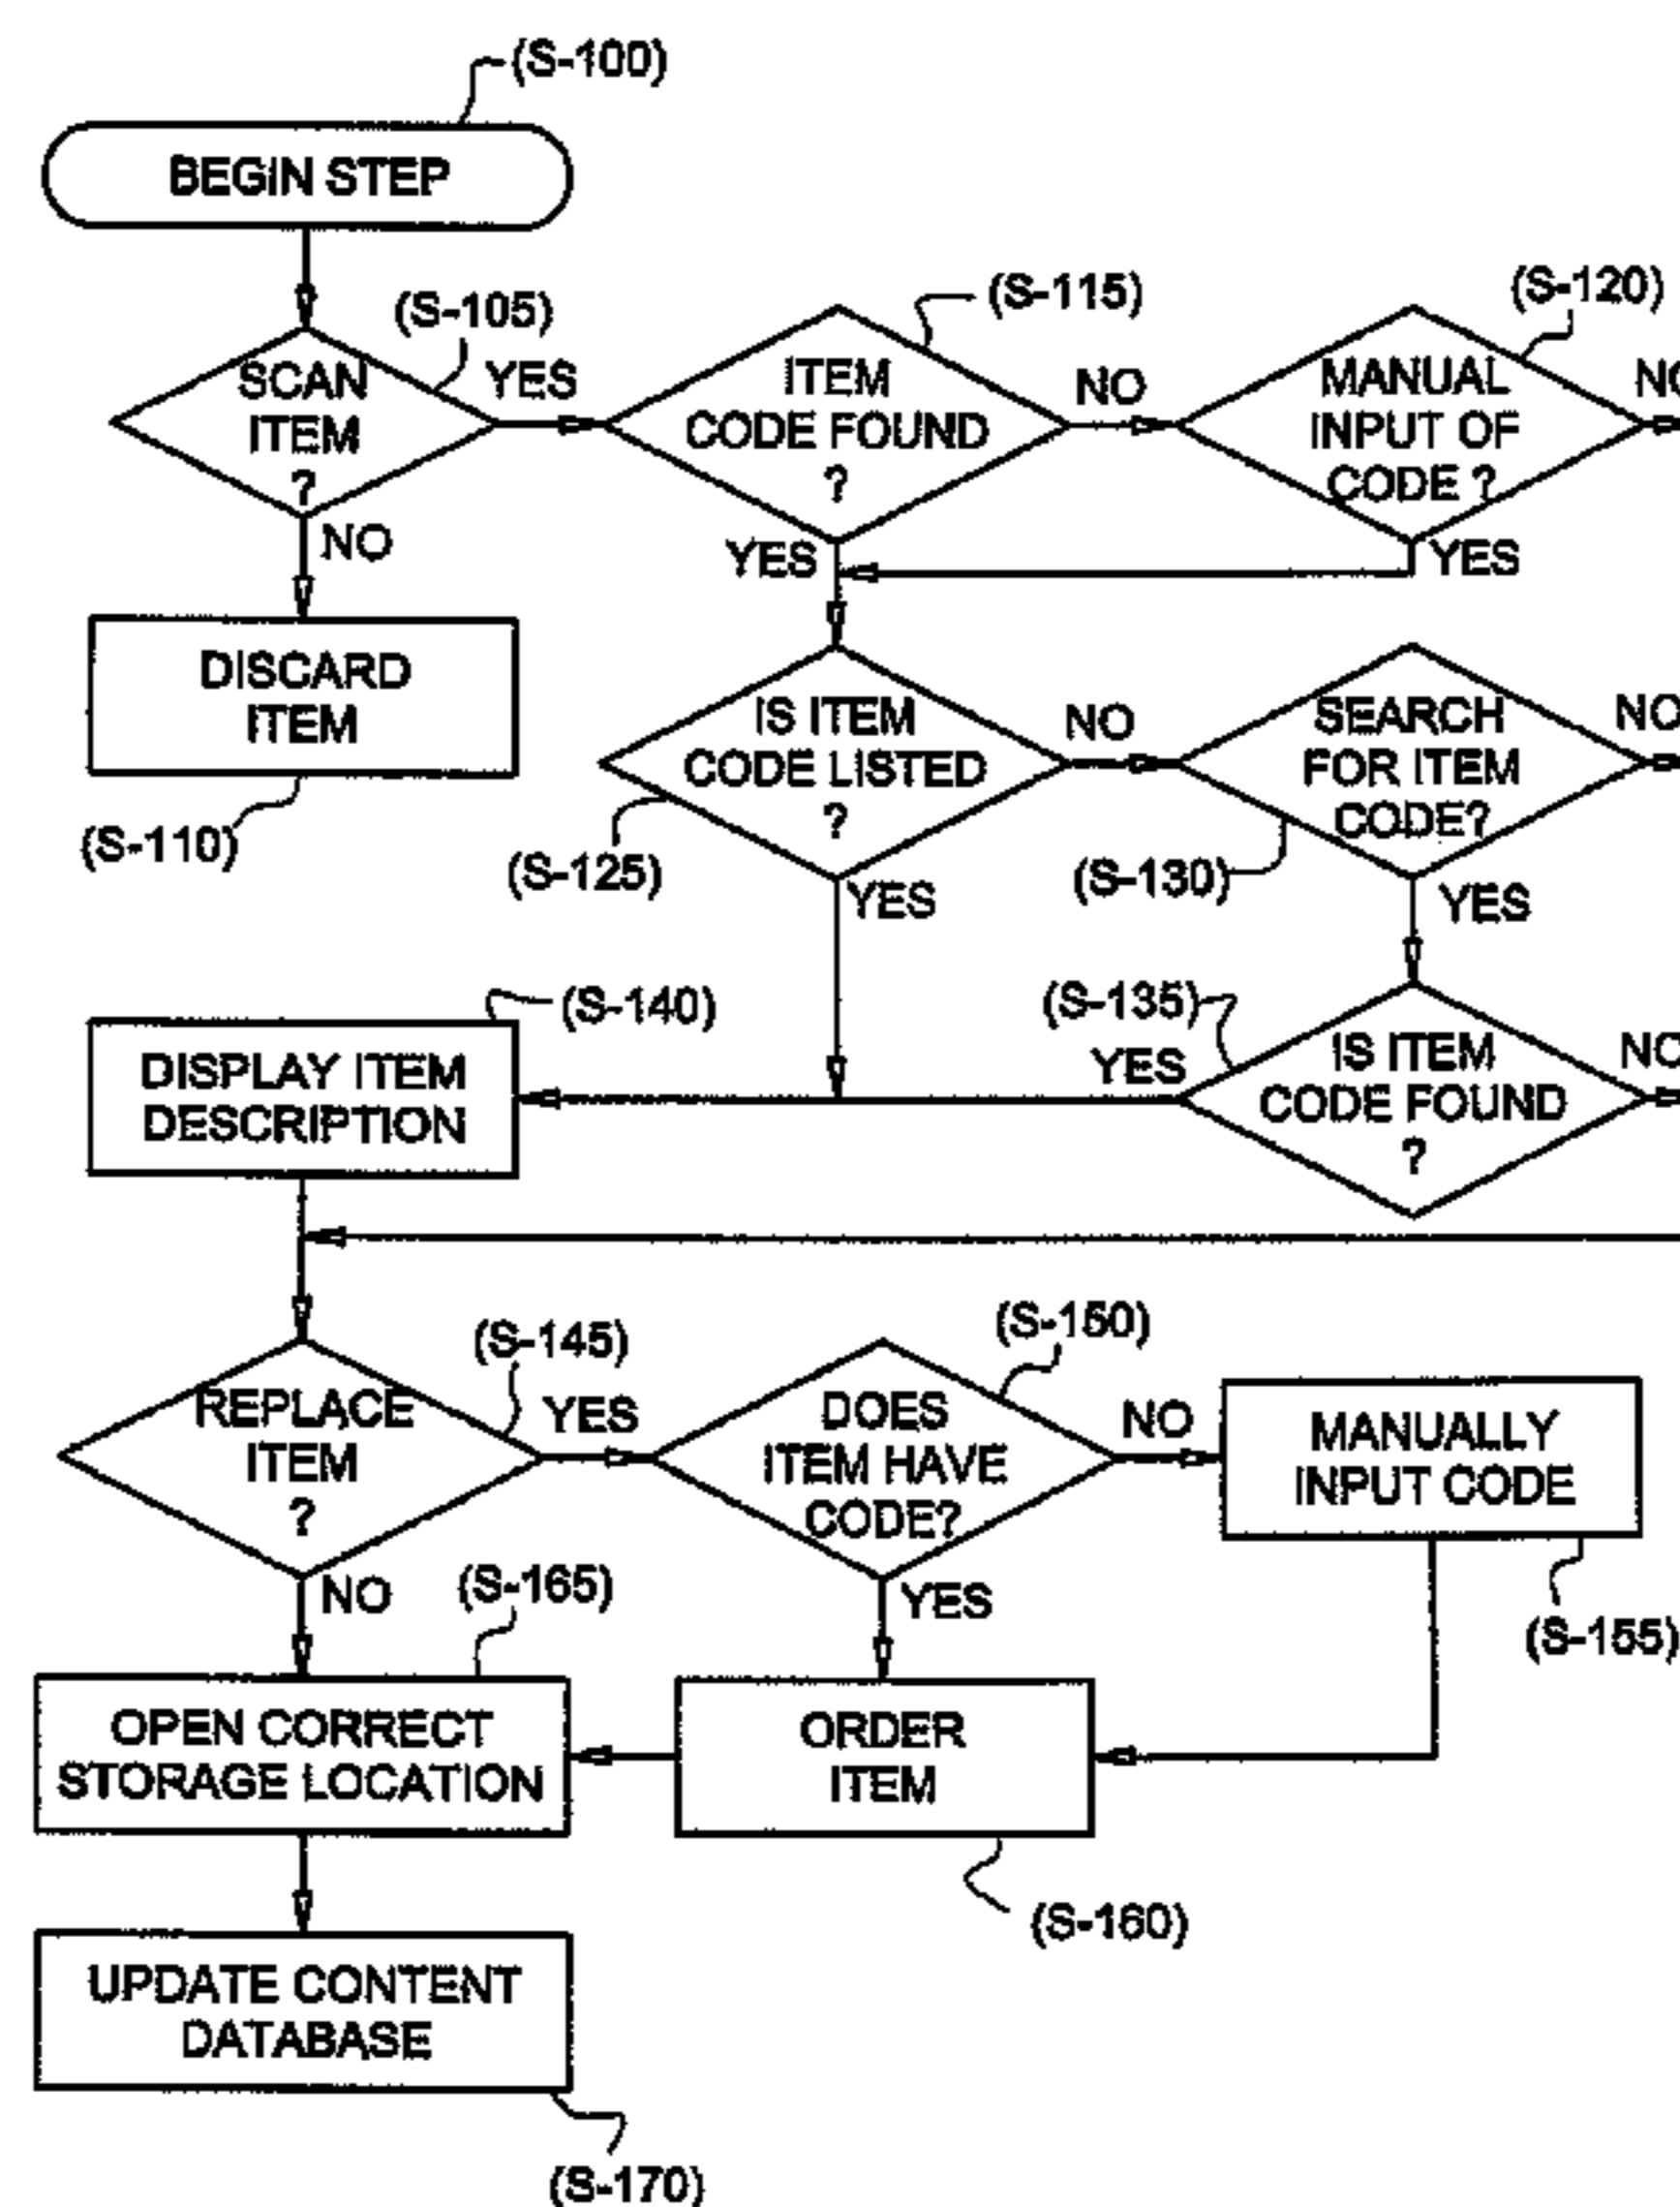 (S-100)
BEGIN STEP
(S-105)
SCAN
ITEM
?
YES
NO
(S-115)
ITEM
CODE FOUND
?
NO
YES
(S-120)
MANUAL
INPUT OF
CODE ?
NO
YES
DISCARD
ITEM
(S-110)
IS ITEM
CODE LISTED
?
(S-125)
NO
YES
SEARCH
FOR ITEM
CODE?
(S-130)
NO
YES
(S-135)
IS ITEM
CODE FOUND
?
YES
NO
(S-140)
DISPLAY ITEM
DESCRIPTION
(S-145)
REPLACE
ITEM
?
YES
NO
(S-150)
DOES
ITEM HAVE
CODE?
NO
YES
MANUALLY
INPUT CODE
(S-155)
(S-165)
OPEN CORRECT
STORAGE LOCATION
ORDER
ITEM
(S-160)
UPDATE CONTENT
DATABASE
(S-170)